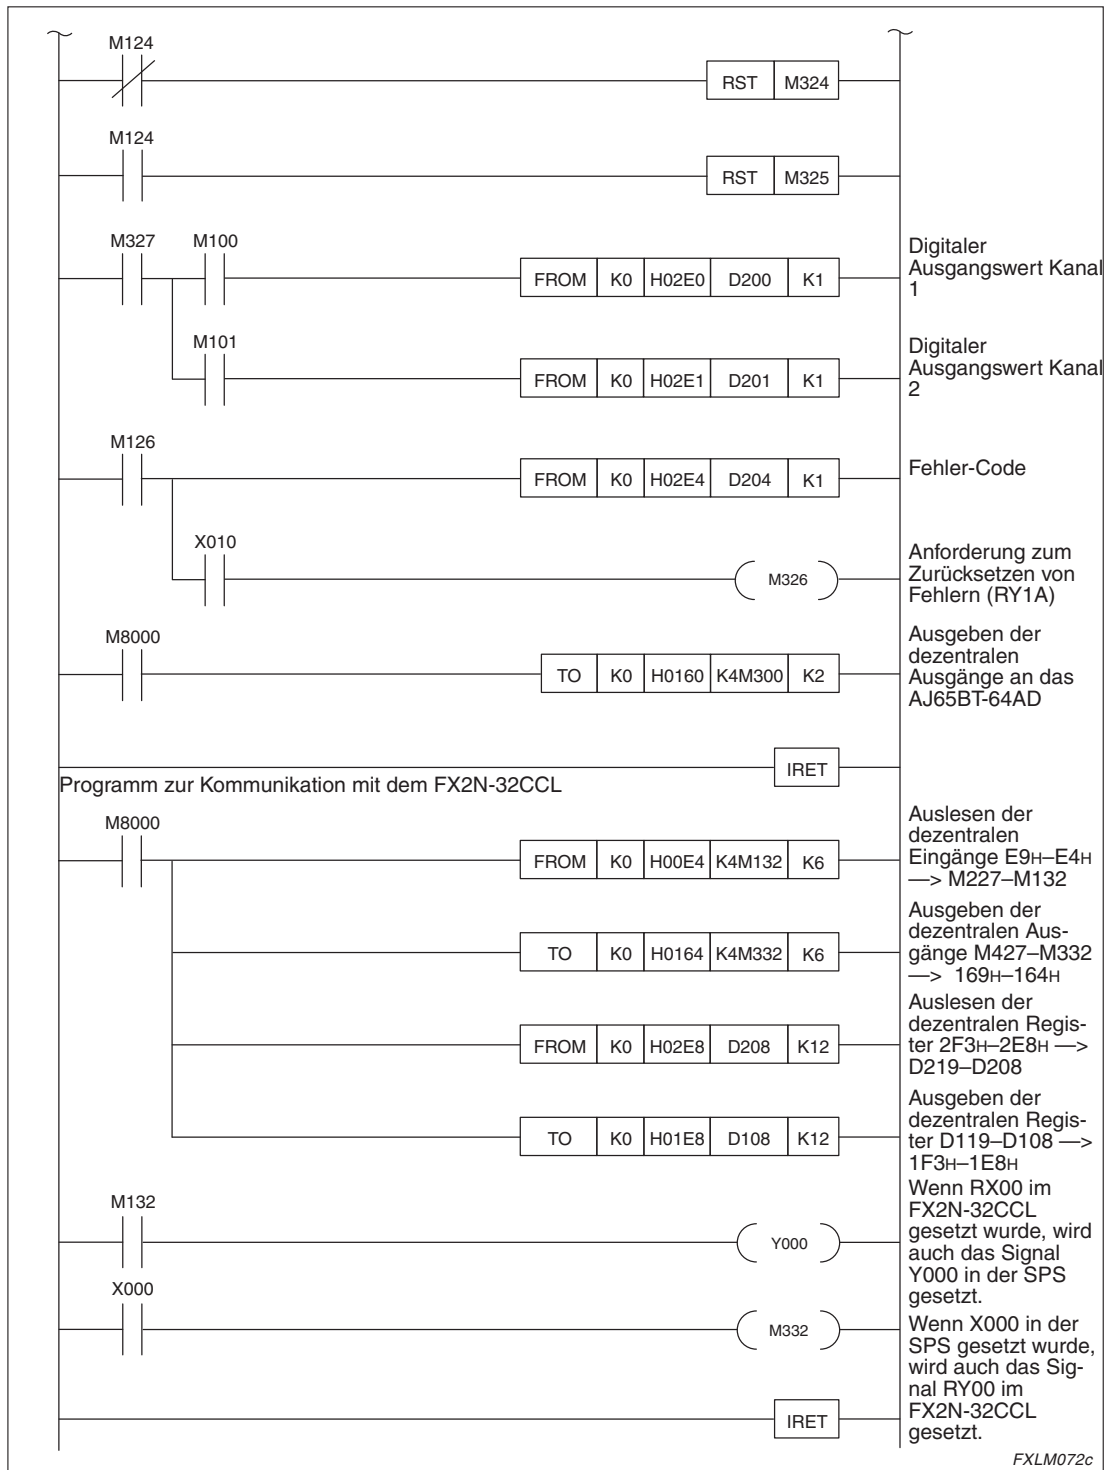 M124
RST M324
M124
RST M325
M327 M100
FROM K0 H02E0 D200 K1
Digitaler
Ausgangswert Kanal
1
M101
FROM K0 H02E1 D201 K1
Digitaler
Ausgangswert Kanal
2
M126
FROM K0 H02E4 D204 K1
Fehler-Code
X010
M326
Anforderung zum
Zurücksetzen von
Fehlern (RY1A)
M8000
TO K0 H0160 K4M300 K2
Ausgeben der
dezentralen
Ausgänge an das
AJ65BT-64AD
IRET
Programm zur Kommunikation mit dem FX2N-32CCL
M8000
FROM K0 H00E4 K4M132 K6
Auslesen der
dezentralen
Eingänge E9H–E4H
—> M227–M132
TO K0 H0164 K4M332 K6
Ausgeben der
dezentralen Aus-
gänge M427–M332
—> 169H–164H
FROM K0 H02E8 D208 K12
Auslesen der
dezentralen Regis-
ter 2F3H–2E8H —>
D219–D208
TO K0 H01E8 D108 K12
Ausgeben der
dezentralen Regis-
ter D119–D108 —>
1F3H–1E8H
M132
Y000
Wenn RX00 im
FX2N-32CCL
gesetzt wurde, wird
auch das Signal
Y000 in der SPS
gesetzt.
X000
M332
Wenn X000 in der
SPS gesetzt wurde,
wird auch das Sig-
nal RY00 im
FX2N-32CCL
gesetzt.
IRET
FXLM072c